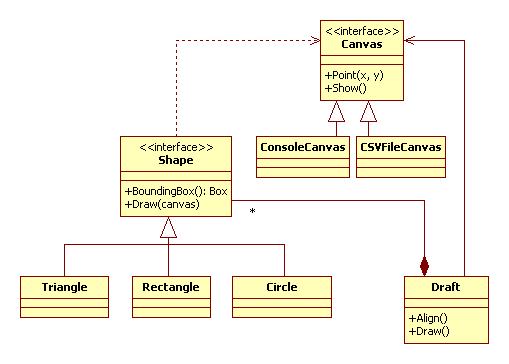 <<interface>>
Canvas
+Point(x, y)
+Show()
<<interface>>
Shape
+BoundingBox(): Box
+Draw(canvas)
ConsoleCanvas
CSVFileCanvas
*
Triangle
Rectangle
Circle
Draft
+Align()
+Draw()